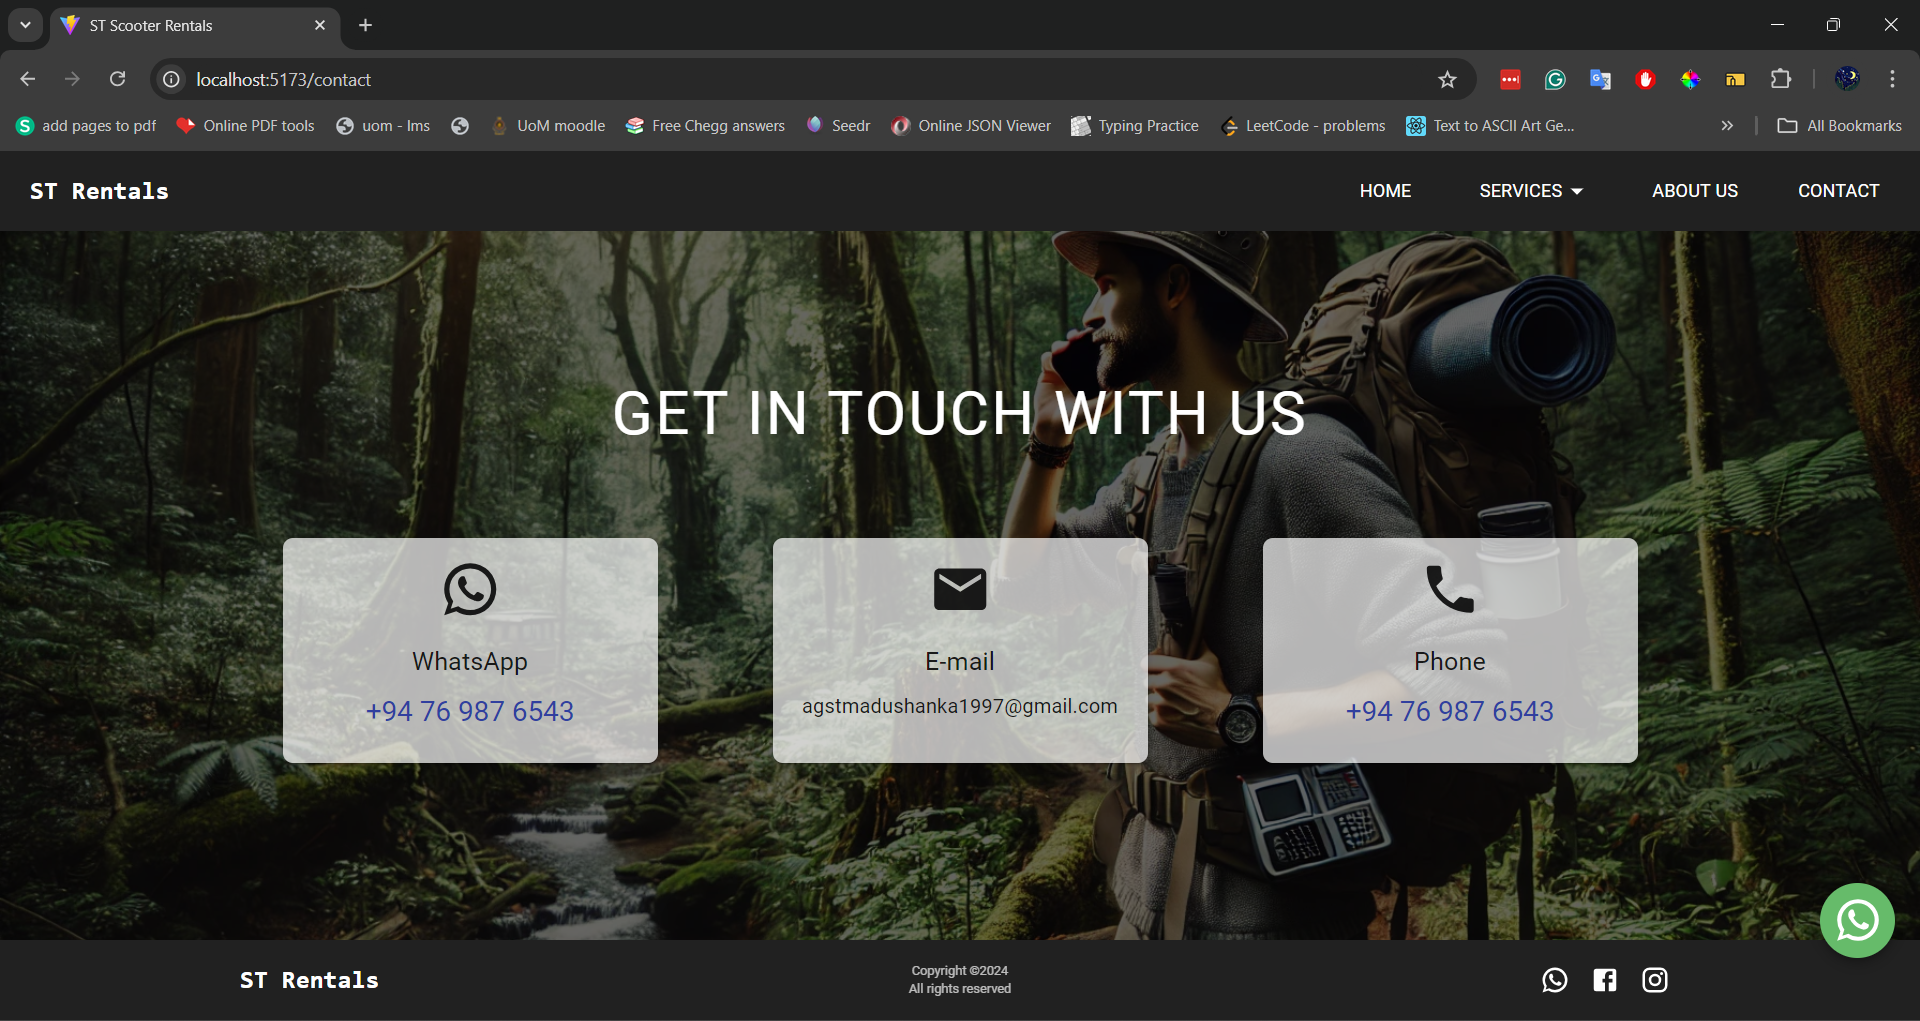 ST Scooter Rentals
localhost:5173/contact
add pages to pdf
Online PDF tools
uom - lms
UoM moodle
Free Chegg answers
Seedr
Online JSON Viewer
Typing Practice
LeetCode - problems
Text to ASCII Art Ge...
All Bookmarks
ST Rentals
HOME
SERVICES
ABOUT US
CONTACT
GET IN TOUCH WITH US
WhatsApp
+94 76 987 6543
E-mail
agstmadushanka1997@gmail.com
Phone
+94 76 987 6543
ST Rentals
Copyright ©2024
All rights reserved